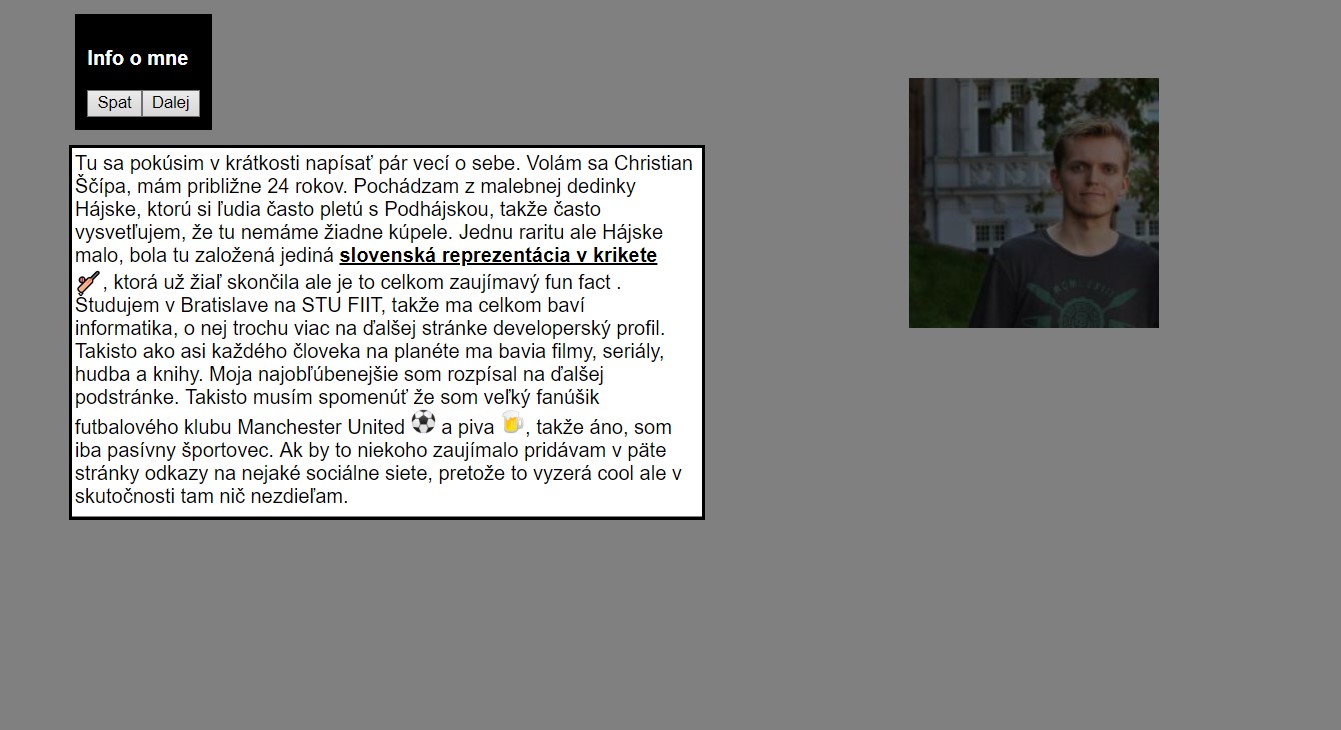 Info o mne
Spat Dalej
Tu sa pokúsim v krátkosti napísať pár vecí o sebe. Volám sa Christian
Ščípa, mám približne 24 rokov. Pochádzam z malebnej dedinky
Hájske, ktorú si ľudia často pletú s Podhájskou, takže často
vysvetľujem, že tu nemáme žiadne kúpele. Jednu raritu ale Hájske
malo, bola tu založená jediná slovenská reprezentácia v krikete
, ktorá už žiaľ skončila ale je to celkom zaujímavý fun fact .
Študujem v Bratislave na STU FIIT, takže ma celkom baví
informatika, o nej trochu viac na ďalšej stránke developerský profil.
Takisto ako asi každého človeka na planéte ma bavia filmy, seriály,
hudba a knihy. Moja najobľúbenejšie som rozpísal na ďalšej
podstránke. Takisto musím spomenúť že som veľký fanúšik
futbalového klubu Manchester United ⚽ a piva 🍺, takže áno, som
iba pasívny športovec. Ak by to niekoho zaujímalo pridávam v päte
stránky odkazy na nejaké sociálne siete, pretože to vyzerá cool ale v
skutočnosti tam nič nezdieľam.